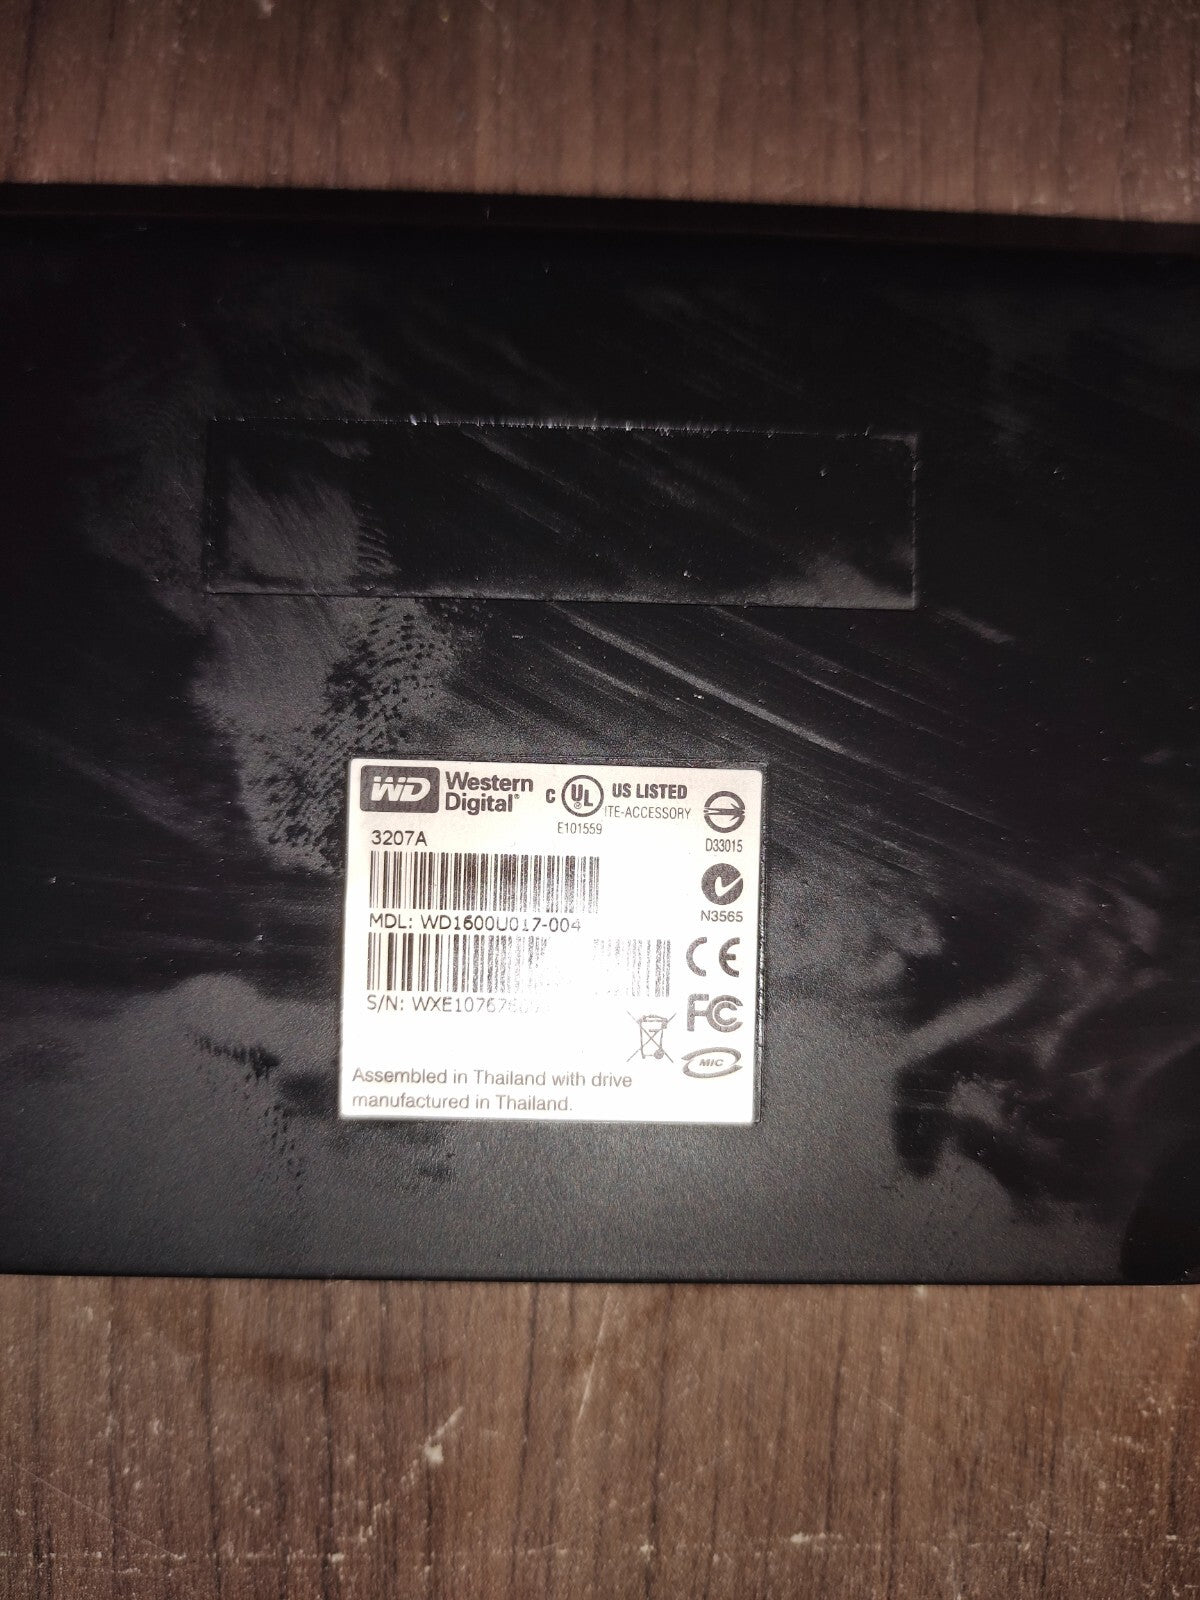 WD Western
Digital®
C UL ® US LISTED
ITE-ACCESSORY
E101559
D33015
3207A
N3565
MDL: WD1600U017-004
CE
S/N:
FC
MIC
Assembled in Thailand with drive
manufactured in Thailand.